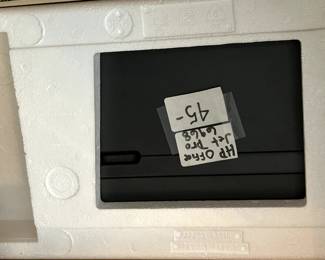 HP Office
Jet Pro
6968
45-